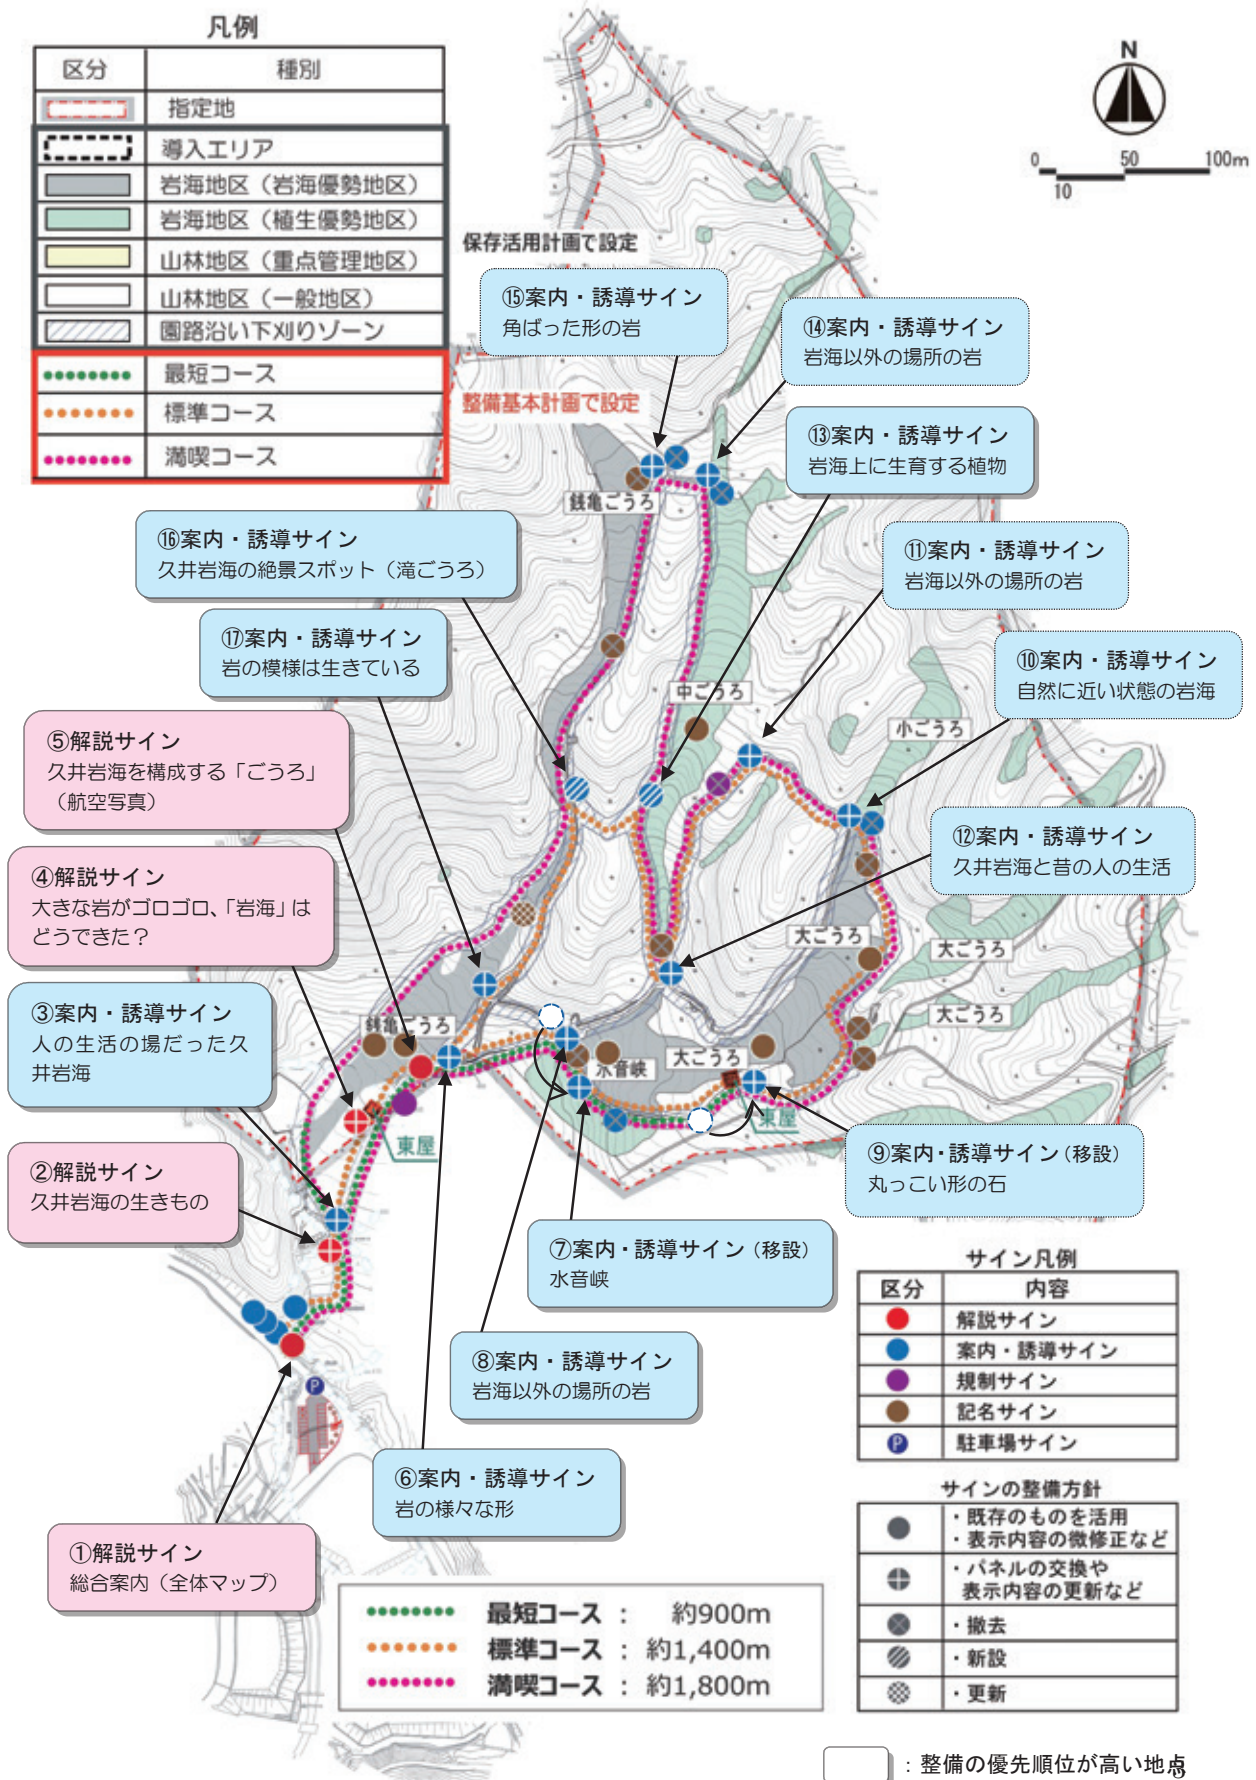 凡例
区分 種別
指定地
導入エリア
岩海地区（岩海優勢地区）
岩海地区（植生優勢地区）
山林地区（重点管理地区）
山林地区（一般地区）
園路沿い下刈りゾーン
最短コース
標準コース
満喫コース
保存活用計画で設定
整備基本計画で設定
N
0 50 100m
10
⑮案内・誘導サイン
角ばった形の岩
⑭案内・誘導サイン
岩海以外の場所の岩
⑬案内・誘導サイン
岩海上に生育する植物
銭亀ごうろ
⑯案内・誘導サイン
久井岩海の絶景スポット（滝ごうろ）
⑪案内・誘導サイン
岩海以外の場所の岩
⑰案内・誘導サイン
岩の模様は生きている
⑩案内・誘導サイン
自然に近い状態の岩海
中ごうろ
小ごうろ
⑤解説サイン
久井岩海を構成する「ごうろ」
（航空写真）
⑫案内・誘導サイン
久井岩海と昔の人の生活
④解説サイン
大きな岩がゴロゴロ、「岩海」は
どうできた？
大ごうろ
大ごうろ
大ごうろ
③案内・誘導サイン
人の生活の場だった久
井岩海
銭亀ごうろ
水音峡
大ごうろ
東屋
東屋
②解説サイン
久井岩海の生きもの
⑨案内・誘導サイン（移設）
丸っこい形の石
⑦案内・誘導サイン（移設）
水音峡
⑧案内・誘導サイン
岩海以外の場所の岩
P
⑥案内・誘導サイン
岩の様々な形
①解説サイン
総合案内（全体マップ）
サイン凡例
区分 内容
解説サイン
案内・誘導サイン
規制サイン
記名サイン
P 駐車場サイン
サインの整備方針
・既存のものを活用
・表示内容の微修正など
・パネルの交換や
表示内容の更新など
・撤去
・新設
・更新
最短コース ： 約900m
標準コース ： 約1,400m
満喫コース ： 約1,800m
：整備の優先順位が高い地点